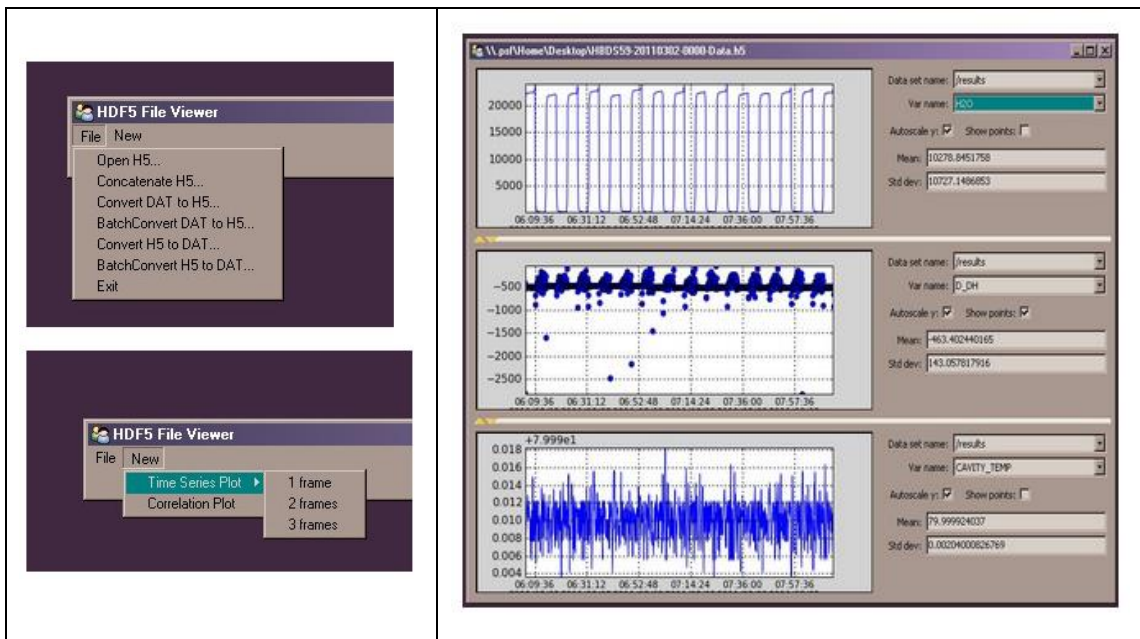 HDF5 File Viewer
File New
Open H5...
Concatenate H5...
Convert DAT to H5...
BatchConvert DAT to H5...
Convert H5 to DAT...
BatchConvert H5 to DAT...
Exit
HDF5 File Viewer
File New
Time Series Plot 1 frame
Correlation Plot 2 frames
3 frames
\\.psf\Home\Desktop\HBDS59-20110302-0000-Data.h5
20000
15000
10000
5000
06:09:36 06:31:12 06:52:48 07:14:24 07:36:00 07:57:36
Data set name: /results
Var name: H2O
Autoscale y: Show points:
Mean: 10278.8451758
Std dev: 10727.1486853
−500
−1000
−1500
−2000
−2500
06:09:36 06:31:12 06:52:48 07:14:24 07:36:00 07:57:36
Data set name: /results
Var name: D_DH
Autoscale y: Show points:
Mean: -463.402440165
Std dev: 143.057817916
+7.999e1
0.018
0.016
0.014
0.012
0.010
0.008
0.006
0.004
06:09:36 06:31:12 06:52:48 07:14:24 07:36:00 07:57:36
Data set name: /results
Var name: CAVITY_TEMP
Autoscale y: Show points:
Mean: 79.999924037
Std dev: 0.00204000826769